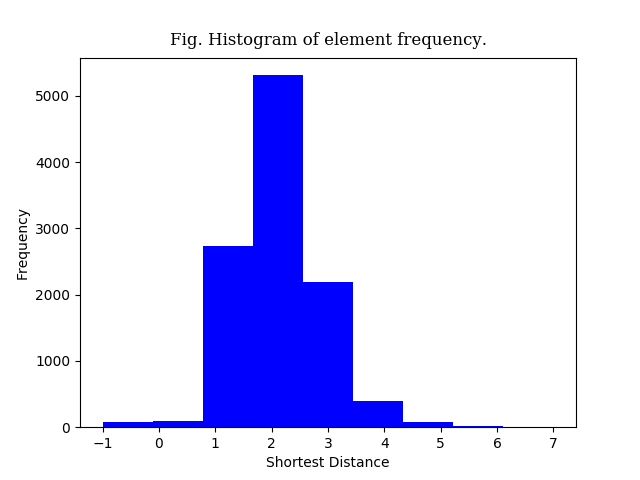 Fig. Histogram of element frequency.
5000
4000
3000
2000
1000
0
Frequency
−1 0 1 2 3 4 5 6 7
Shortest Distance